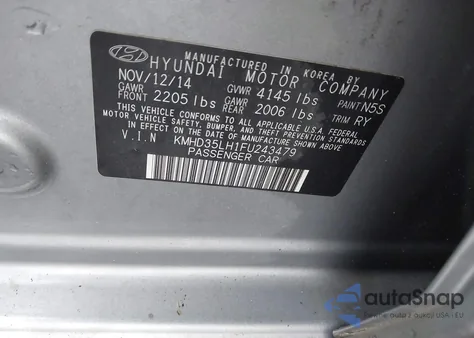 MANUFACTURED IN KOREA BY
HYUNDAI MOTOR COMPANY
NOV/12/14 GVWR 4145 lbs PAINT N5S
GAWR FRONT 2205 lbs GAWR REAR 2006 lbs TRIM RY
THIS VEHICLE CONFORMS TO ALL APPLICABLE U.S.A. FEDERAL
MOTOR VEHICLE SAFETY, BUMPER, AND THEFT PREVENTION
STANDARDS IN EFFECT ON THE DATE OF MANUFACTURE SHOWN ABOVE.
V.I.N KMHD35LH1FU243479
PASSENGER CAR
autoSnap